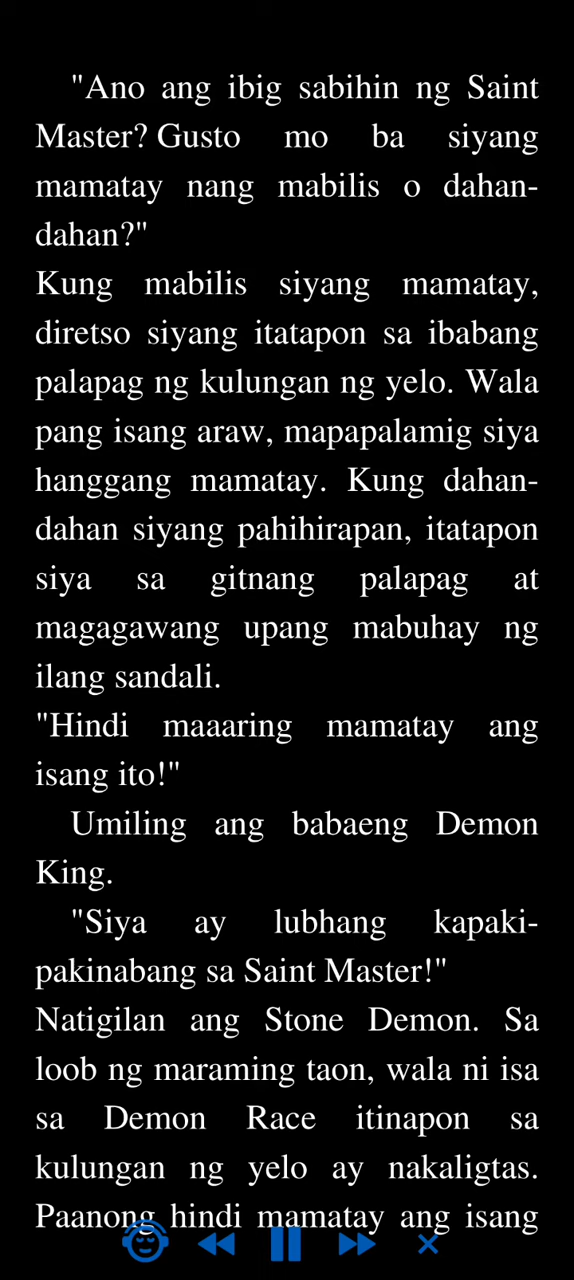 "Ano ang ibig sabihin ng Saint
Master? Gusto mo ba siyang
mamatay nang mabilis o dahan-
dahan?"
Kung mabilis siyang mamatay,
diretso siyang itatapon sa ibabang
palapag ng kulungan ng yelo. Wala
pang isang araw, mapapalamig siya
hanggang mamatay. Kung dahan-
dahan siyang pahihirapan, itatapon
siya sa gitnang palapag at
magagawang upang mabuhay ng
ilang sandali.
"Hindi maaaring mamatay ang
isang ito!"
Umiling ang babaeng Demon
King.
"Siya ay lubhang kapaki-
pakinabang sa Saint Master!"
Natigilan ang Stone Demon. Sa
loob ng maraming taon, wala ni isa
sa Demon Race itinapon sa
kulungan ng yelo ay nakaligtas.
Paanong hindi mamatay ang isang